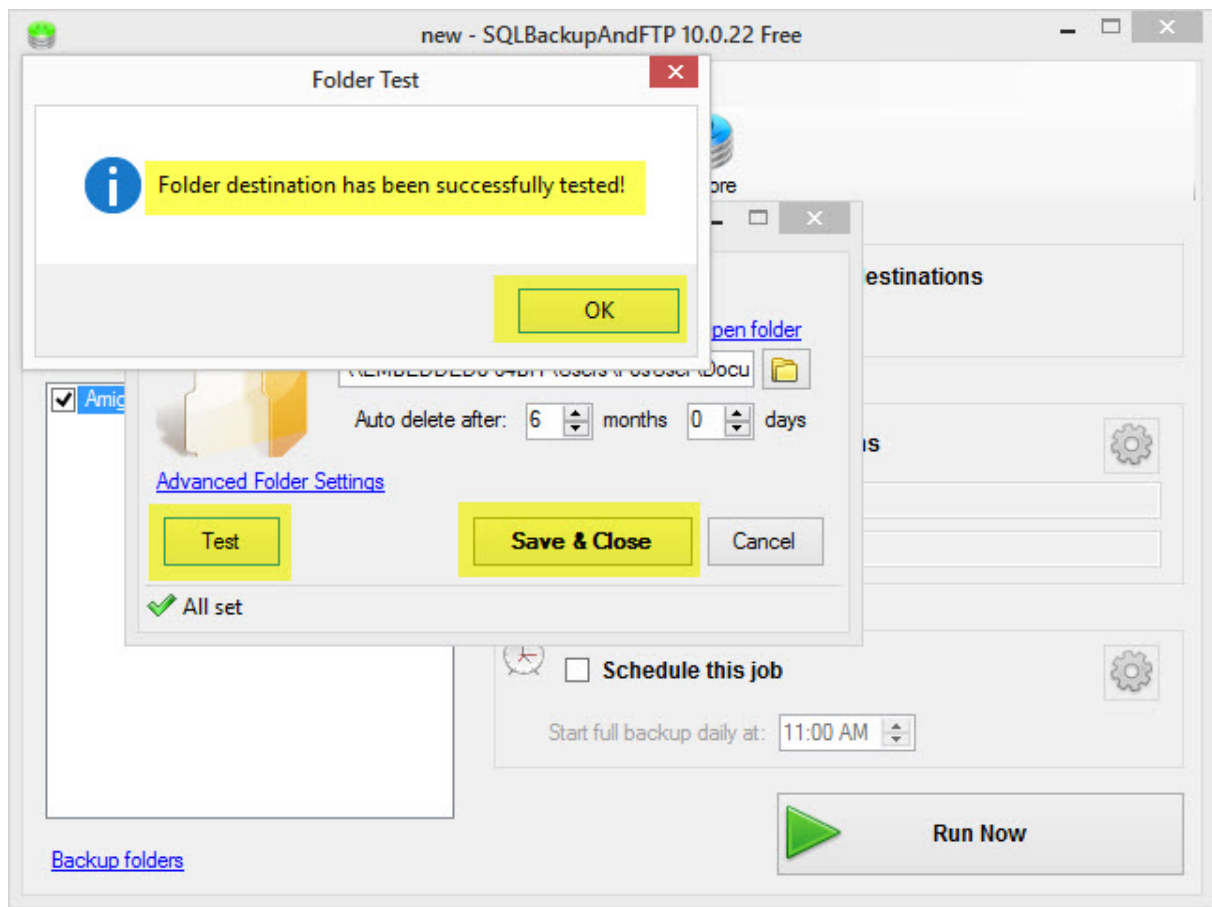 new - SQLBackupAndFTP 10.0.22 Free
Folder Test
Folder destination has been successfully tested!
OK
ore
estinations
pen folder
Amig
Auto delete after: 6 months 0 days
ns
Advanced Folder Settings
Test Save & Close Cancel
All set
Schedule this job
Start full backup daily at: 11:00 AM
Run Now
Backup folders